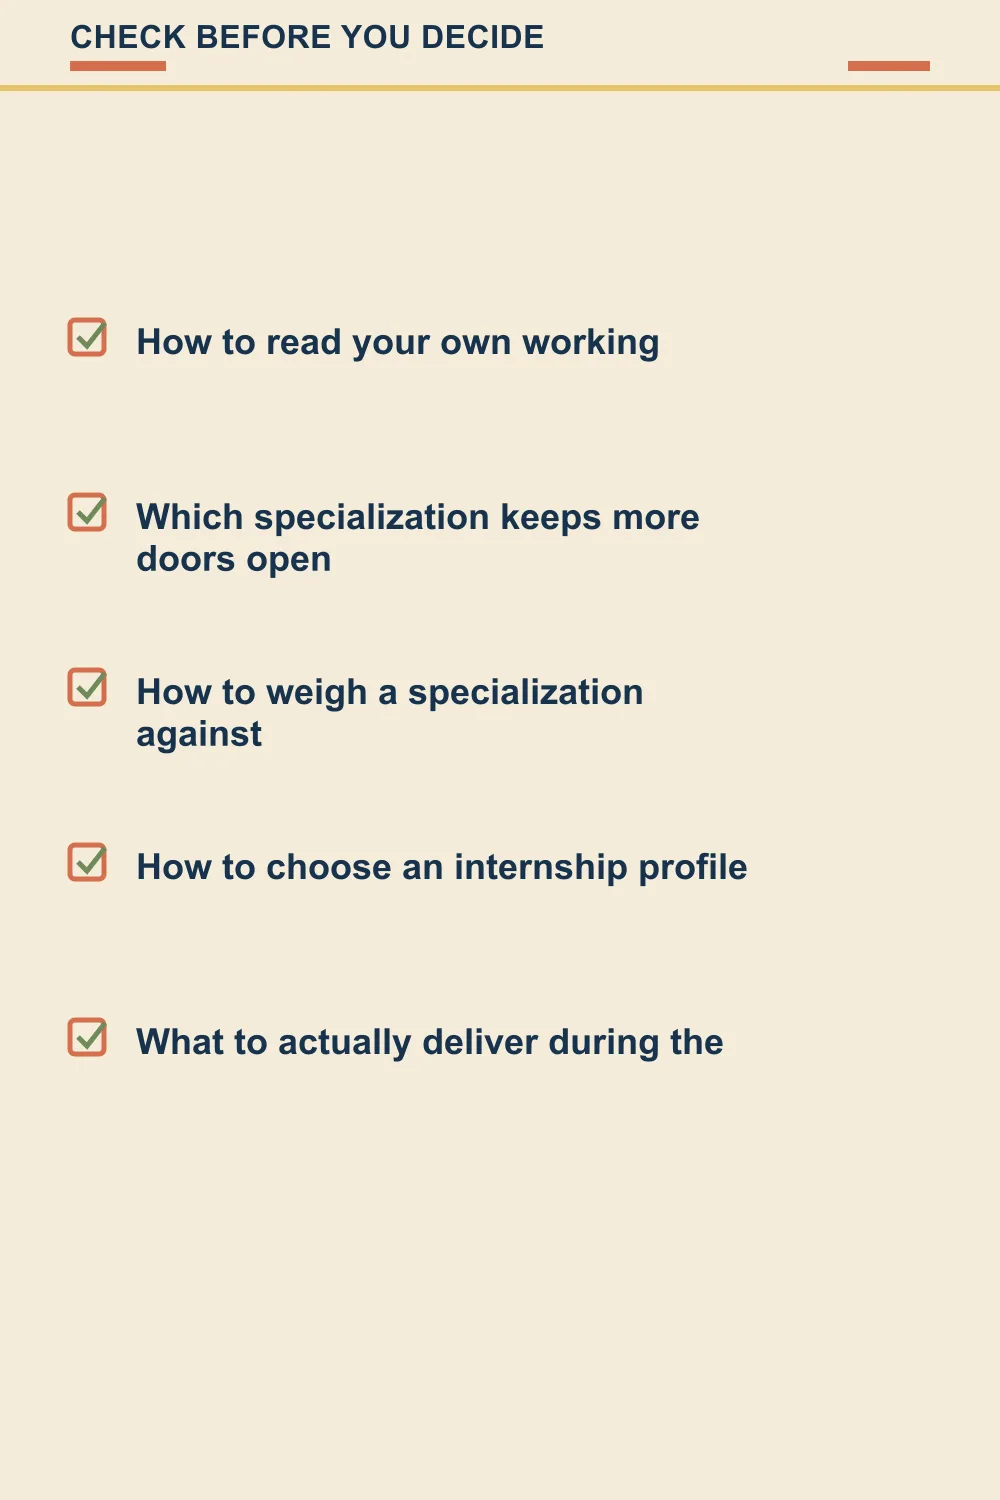 CHECK BEFORE YOU DECIDE
How to read your own working
Which specialization keeps more
doors open
How to weigh a specialization
against
How to choose an internship profile
What to actually deliver during the